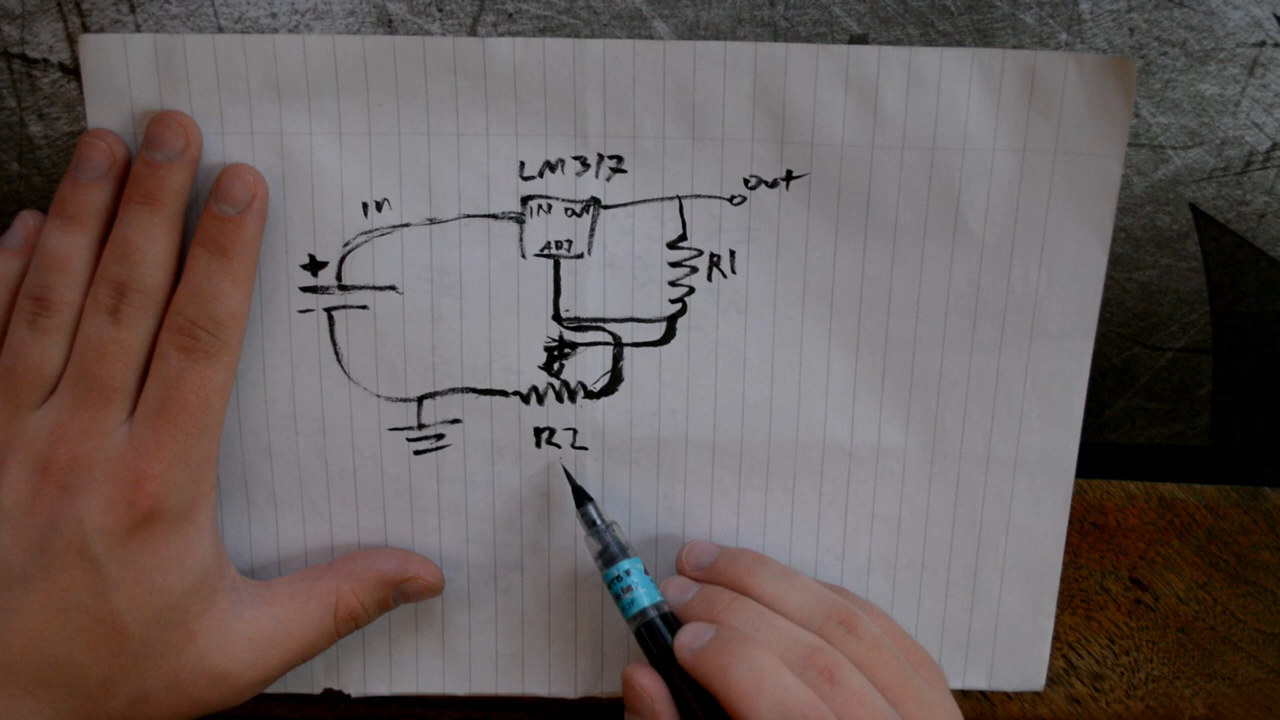 LM317
out
in
IN OUT
ADJ
+
R1
R2